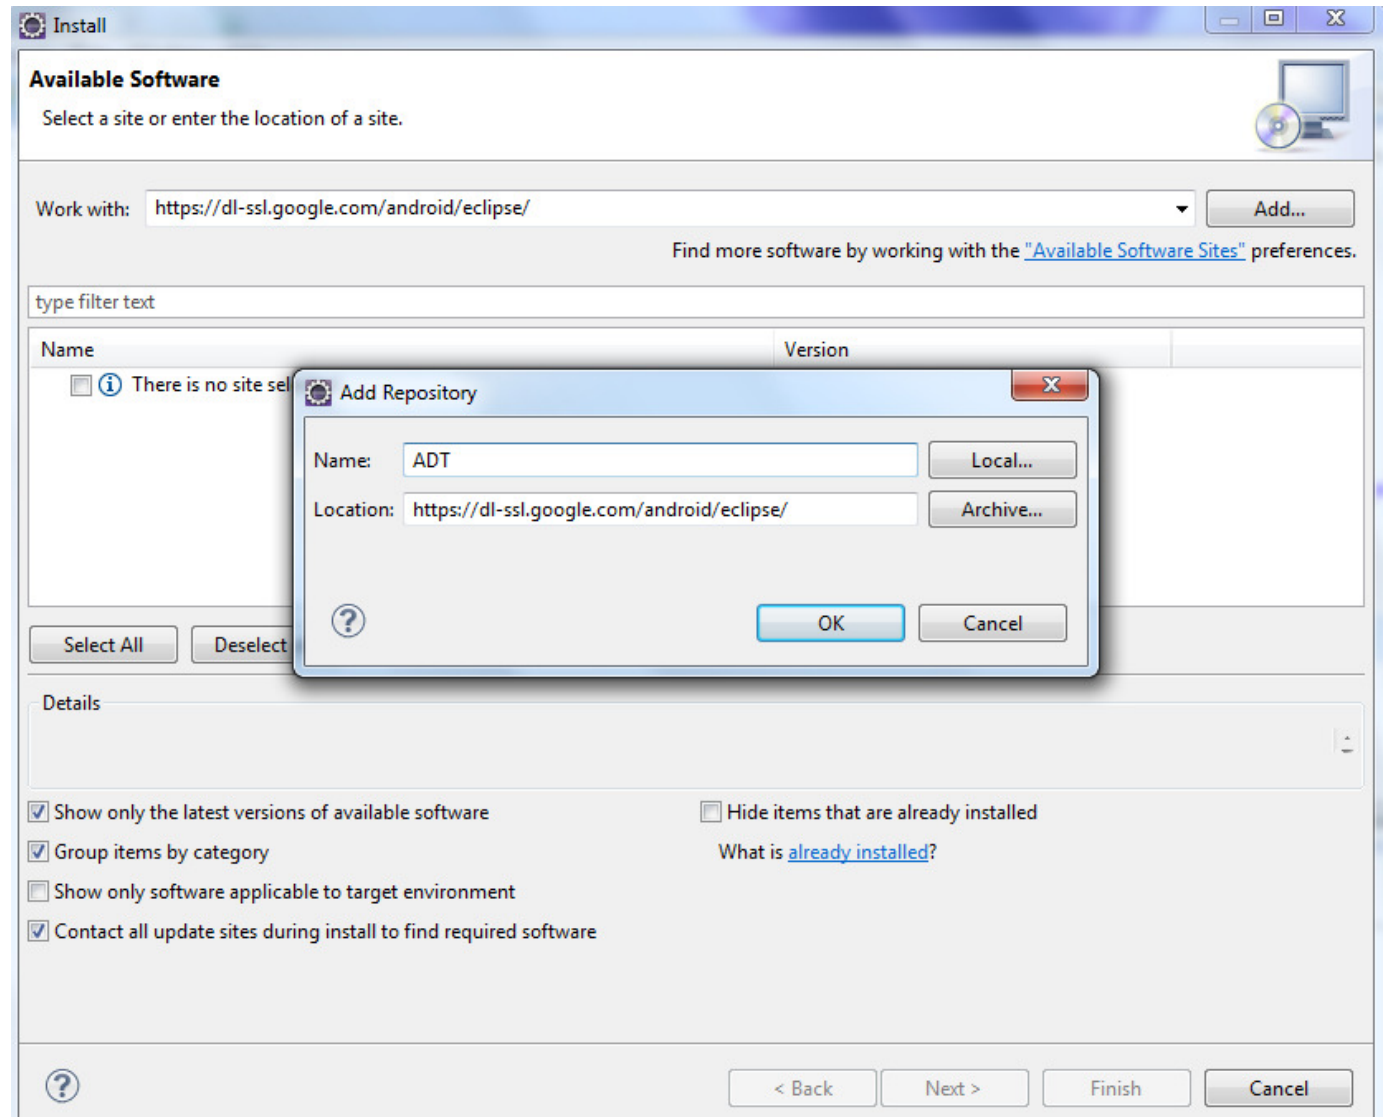 Install
Available Software
Select a site or enter the location of a site.
Work with: https://dl-ssl.google.com/android/eclipse/ Add...
Find more software by working with the "Available Software Sites" preferences.
type filter text
Name Version
There is no site sel
Add Repository
Name: ADT Local...
Location: https://dl-ssl.google.com/android/eclipse/ Archive...
OK Cancel
Select All Deselect
Details
Show only the latest versions of available software Hide items that are already installed
Group items by category What is already installed?
Show only software applicable to target environment
Contact all update sites during install to find required software
< Back Next > Finish Cancel